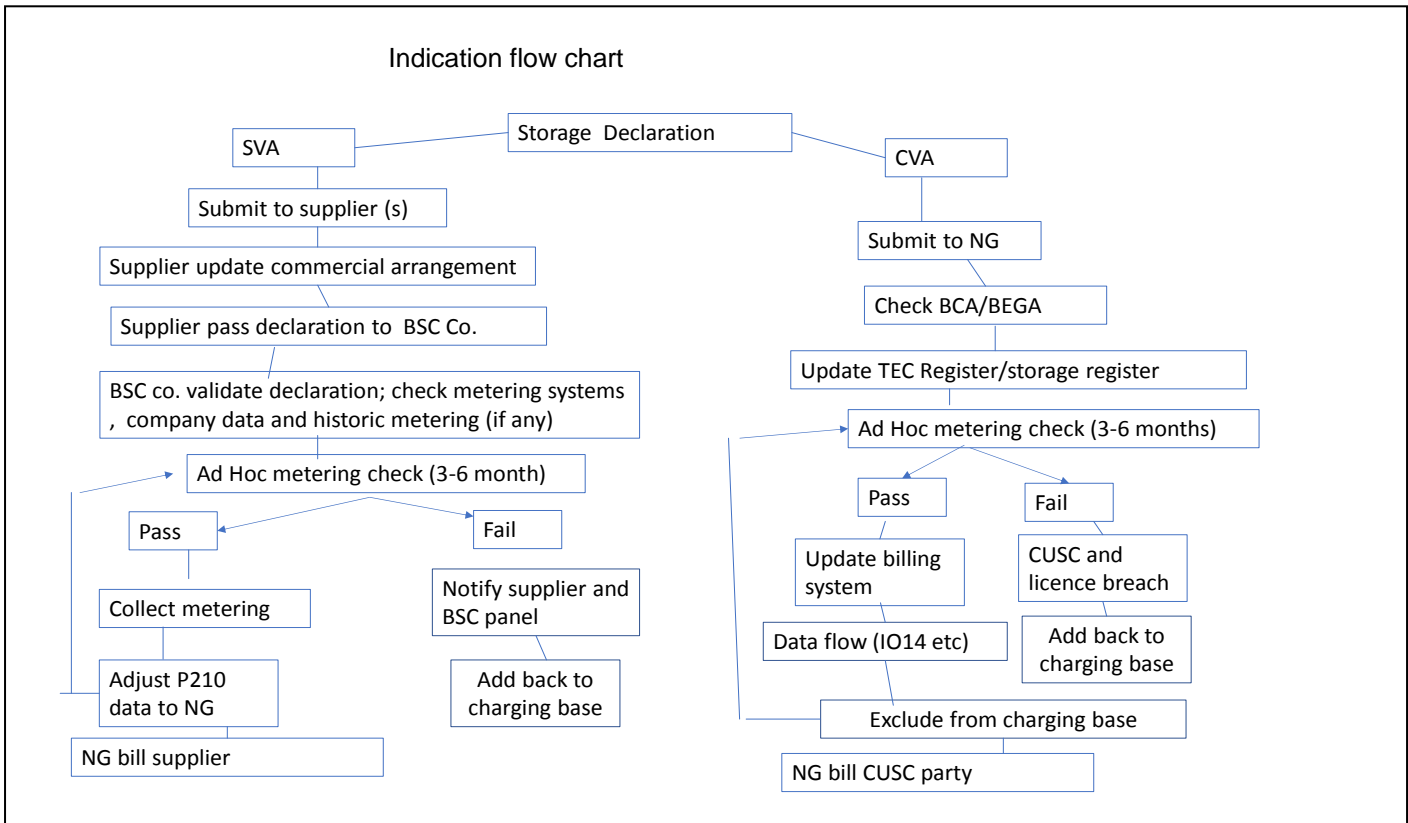 Indication flow chart
Storage Declaration
SVA
CVA
Submit to supplier (s)
Submit to NG
Supplier update commercial arrangement
Check BCA/BEGA
Supplier pass declaration to BSC Co.
Update TEC Register/storage register
BSC co. validate declaration; check metering systems
, company data and historic metering (if any)
Ad Hoc metering check (3-6 months)
Ad Hoc metering check (3-6 month)
Pass
Fail
Pass
Fail
Update billing
system
CUSC and
licence breach
Collect metering
Notify supplier and
BSC panel
Data flow (IO14 etc)
Add back to
charging base
Adjust P210
data to NG
Add back to
charging base
Exclude from charging base
NG bill supplier
NG bill CUSC party